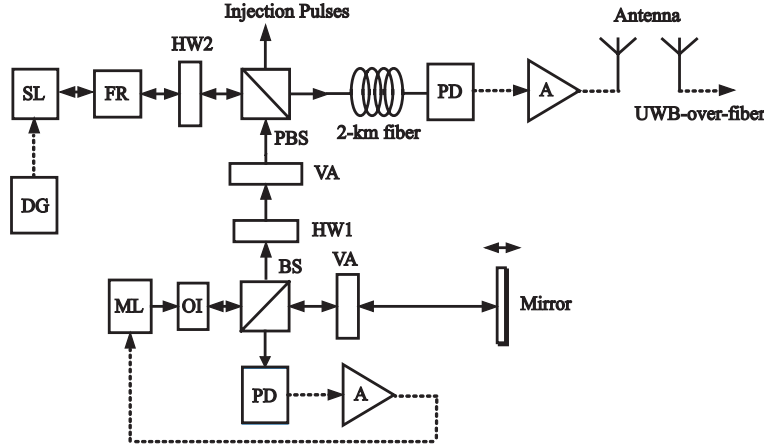 Injection Pulses
Antenna
HW2
SL
FR
PD
A
PBS
2-km fiber
UWB-over-fiber
VA
DG
HW1
BS
VA
ML
OI
Mirror
PD
A